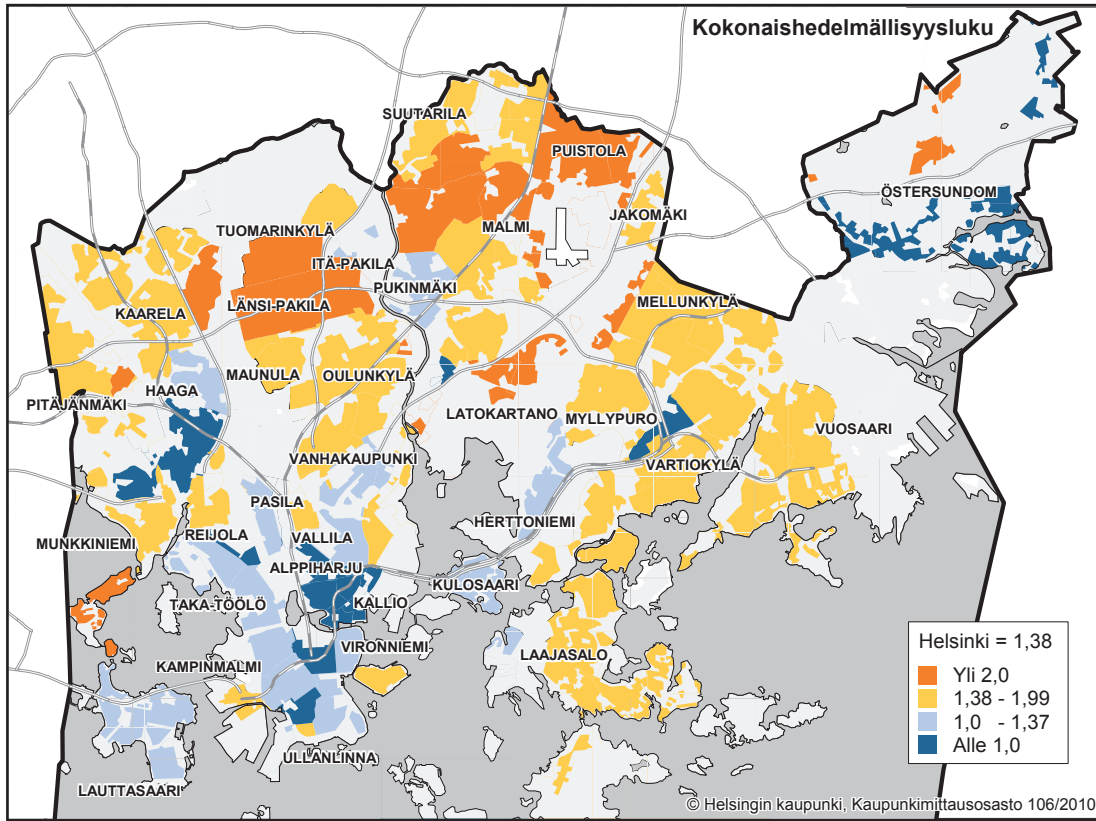 Kokonaishedelmällisyysluku
SUUTARILA
PUISTOLA
ÖSTERSUNDOM
TUOMARINKYLÄ
MALMI
JAKOMÄKI
ITÄ-PAKILA
PUKINMÄKI
LÄNSI-PAKILA
MELLUNKYLÄ
KAARELA
MAUNULA
OULUNKYLÄ
HAAGA
PITÄJÄNMÄKI
LATOKARTANO
MYLLYPURO
VUOSAARI
VANHAKAUPUNKI
VARTIOKYLÄ
PASILA
HERTTONIEMI
MUNKKINIEMI
REIJOLA
VALLILA
ALPPIHARJU
KULOSAARI
TAKA-TÖÖLÖ
KALLIO
VIRONNIEMI
LAAJASALO
KAMPINMALMI
ULLANLINNA
LAUTTASAARI
Helsinki = 1,38
Yli 2,0
1,38 - 1,99
1,0 - 1,37
Alle 1,0
© Helsingin kaupunki, Kaupunkimittausosasto 106/2010